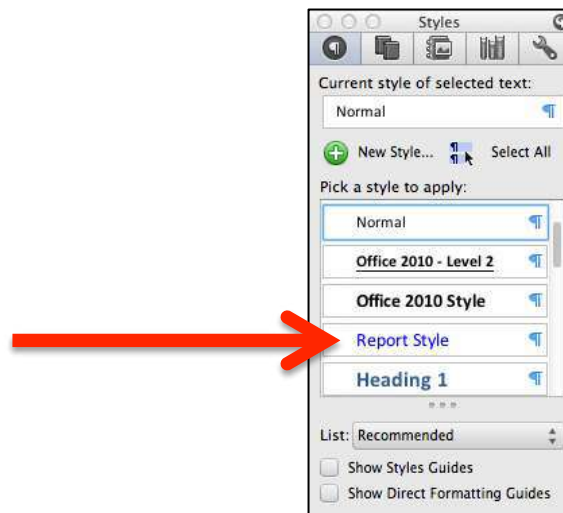 Styles
Current style of selected text:
Normal ¶
New Style... Select All
Pick a style to apply:
Normal ¶
Office 2010 - Level 2 ¶
Office 2010 Style ¶
Report Style ¶
Heading 1 ¶
List: Recommended
Show Styles Guides
Show Direct Formatting Guides